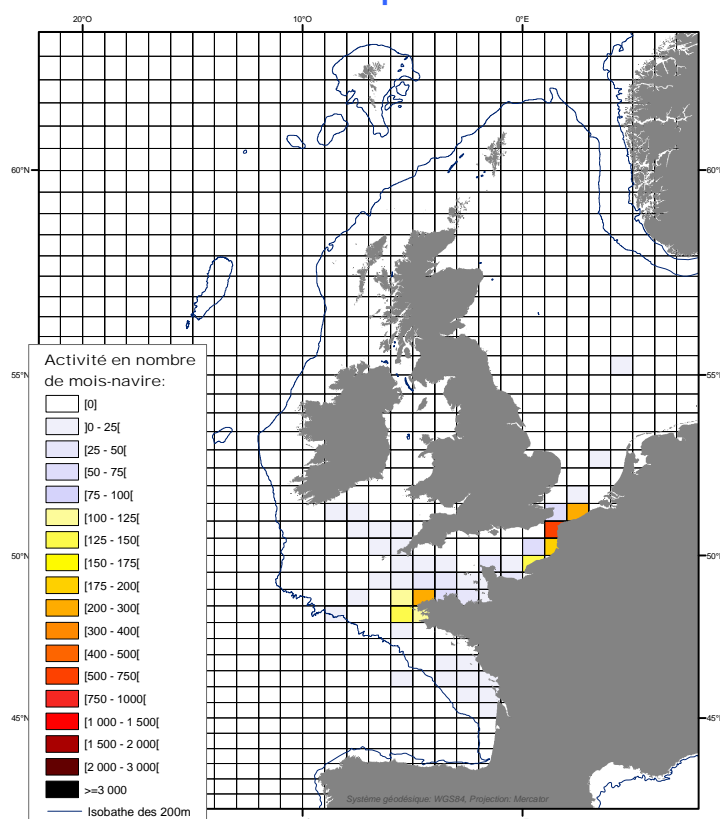 20°O 10°O 0°E
60°N 60°N
55°N
Activité en nombre
de mois-navire:
[0]
]0 - 25[
[25 - 50[
[50 - 75[
[75 - 100[
[100 - 125[
[125 - 150[
[150 - 175[
[175 - 200[
[200 - 300[
[300 - 400[
[400 - 500[
[500 - 750[
[750 - 1000[
[1 000 - 1 500[
[1 500 - 2 000[
[2 000 - 3 000[
>=3 000
Isobathe des 200m
50°N
45°N 45°N
Système géodésique: WGS84, Projection: Mercator
20°O 10°O 0°E